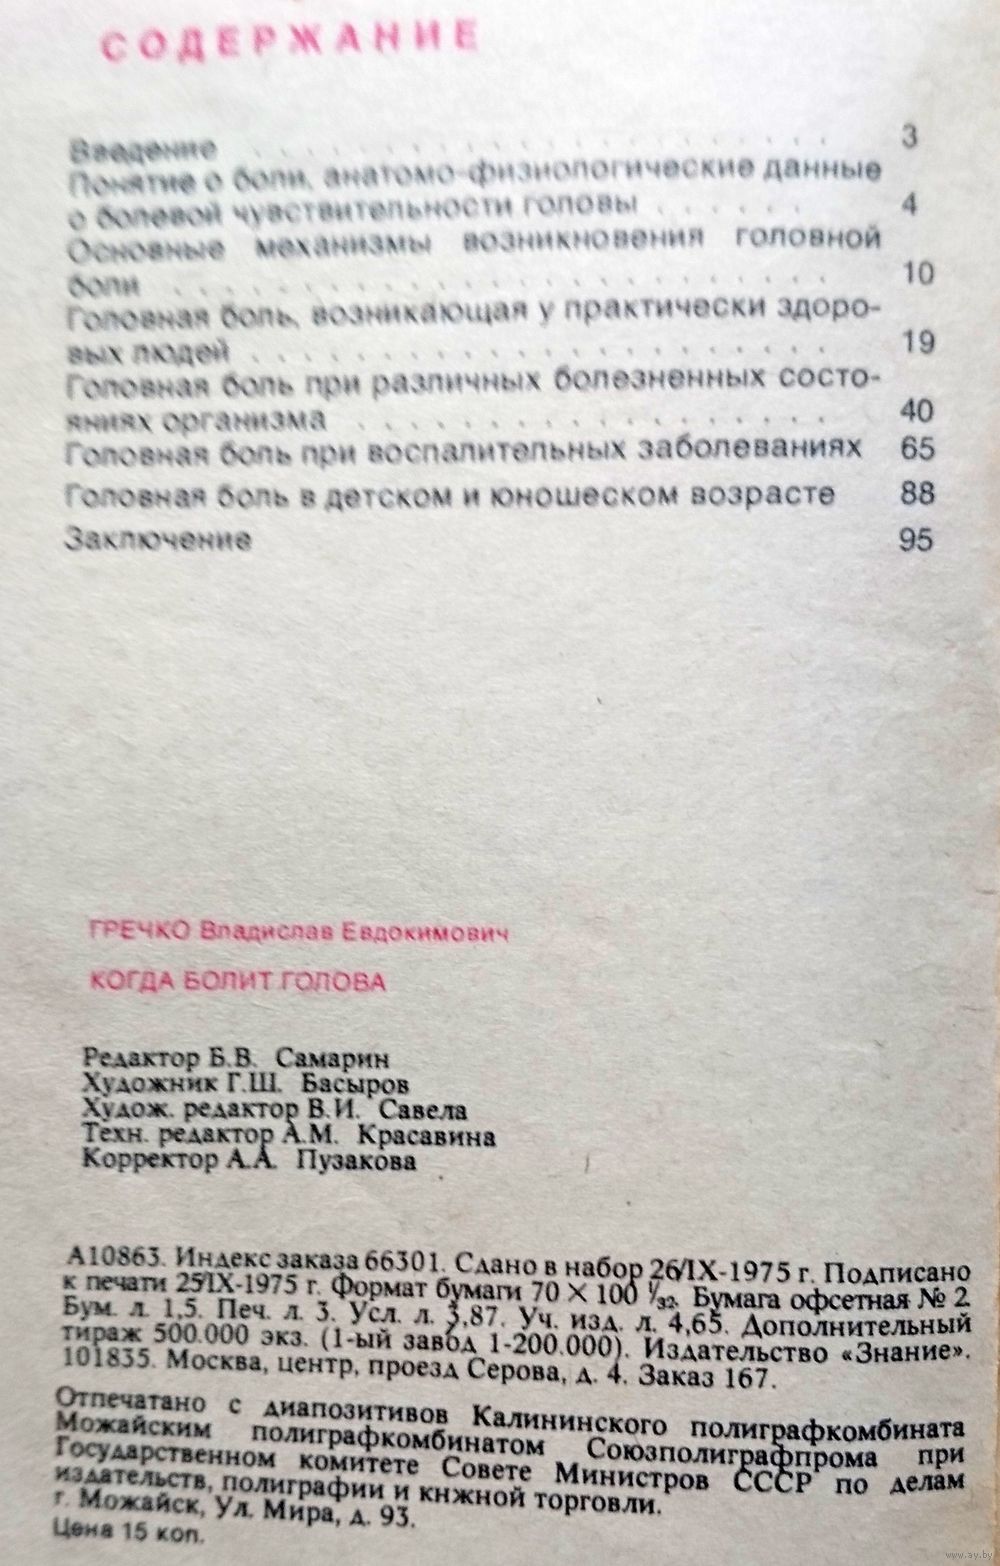 СОДЕРЖАНИЕ
Введение . . . . . . . . . . . . . . . . . . . . 3
Понятие о боли, анатомо-физиологические данные
о болевой чувствительности головы . . . . . . 4
Основные механизмы возникновения головной
боли . . . . . . . . . . . . . . . . . . . . . . . 10
Головная боль, возникающая у практически здоро-
вых людей . . . . . . . . . . . . . . . . . . . 19
Головная боль при различных болезненных состо-
яниях организма . . . . . . . . . . . . . . . . 40
Головная боль при воспалительных заболеваниях 65
Головная боль в детском и юношеском возрасте 88
Заключение 95
ГРЕЧКО Владислав Евдокимович
КОГДА БОЛИТ ГОЛОВА
Редактор Б.В. Самарин
Художник Г.Ш. Басыров
Худож. редактор В.И. Савела
Техн. редактор А.М. Красавина
Корректор А.А. Пузакова
А10863. Индекс заказа 66301. Сдано в набор 26/IX-1975 г. Подписано
к печати 25/IX-1975 г. Формат бумаги 70 × 100 1/32. Бумага офсетная № 2.
Бум. л. 1,5. Печ. л. 3. Усл. л. 3,87. Уч. изд. л. 4,65. Дополнительный
тираж 500.000 экз. (1-ый завод 1-200.000). Издательство «Знание».
101835. Москва, центр, проезд Серова, д. 4. Заказ 167.
Отпечатано с диапозитивов Калининского полиграфкомбината
Можайским полиграфкомбинатом Союзполиграфпрома при
Государственном комитете Совете Министров СССР по делам
издательств, полиграфии и кнжной торговли.
г. Можайск, Ул. Мира, д. 93.
Цена 15 коп.
www.ay.by